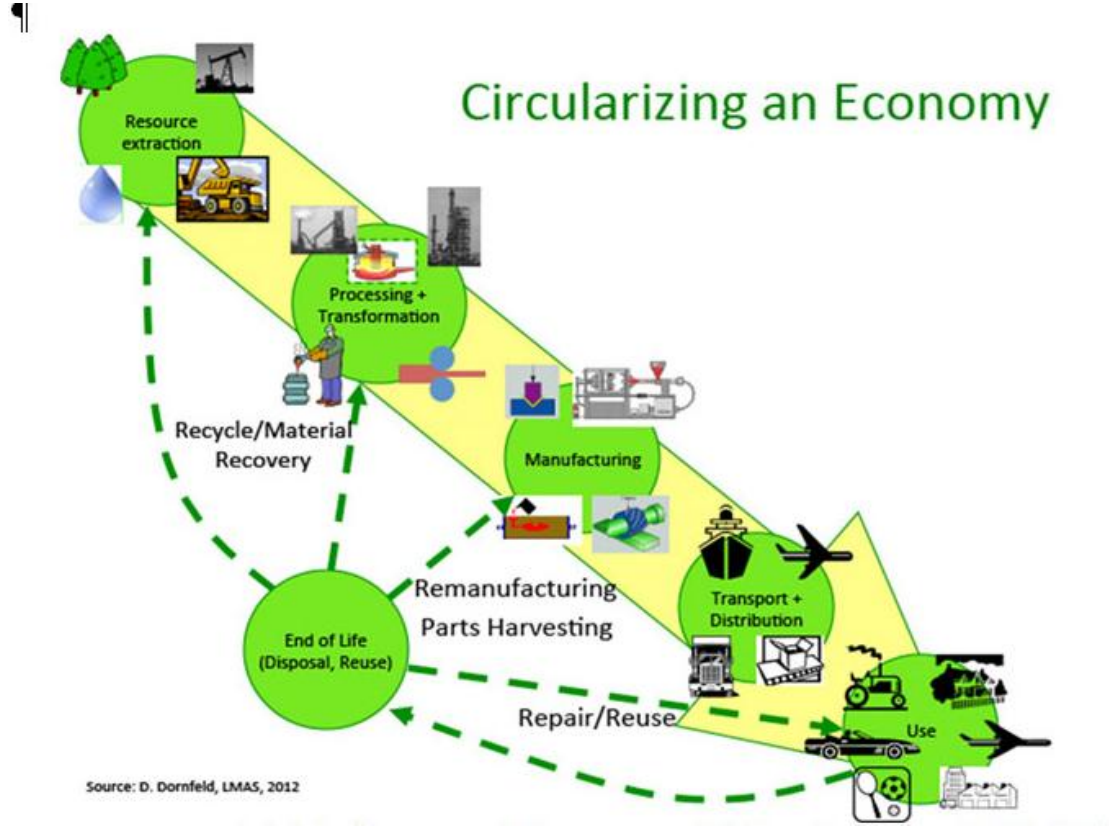 ¶
Circularizing an Economy
Resource
extraction
Processing +
Transformation
Recycle/Material
Recovery
Manufacturing
Remanufacturing
Parts Harvesting
Transport +
Distribution
End of Life
(Disposal, Reuse)
Repair/Reuse
Use
Source: D. Dornfeld, LMAS, 2012